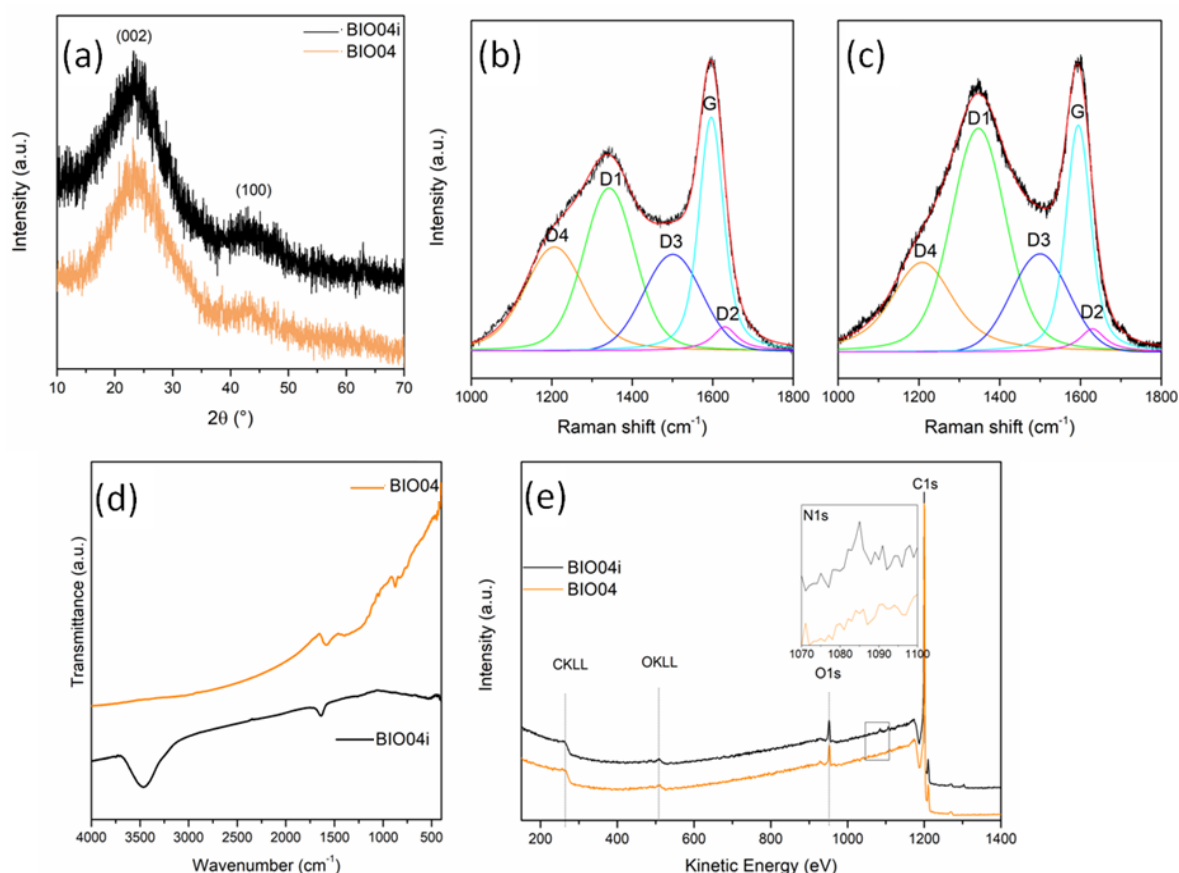 (a)
(002)
BIO04i
BIO04
(100)
Intensity (a.u.)
10 20 30 40 50 60 70
2θ (°)
(b)
G
D1
D4
D3
D2
Intensity (a.u.)
1000 1200 1400 1600 1800
Raman shift (cm⁻¹)
(c)
D1
G
D4
D3
D2
1000 1200 1400 1600 1800
Raman shift (cm⁻¹)
(d)
BIO04
BIO04i
Transmittance (a.u.)
4000 3500 3000 2500 2000 1500 1000 500
Wavenumber (cm⁻¹)
(e)
C1s
N1s
BIO04i
BIO04
1070 1080 1090 1100
CKLL
OKLL
O1s
Intensity (a.u.)
200 400 600 800 1000 1200 1400
Kinetic Energy (eV)